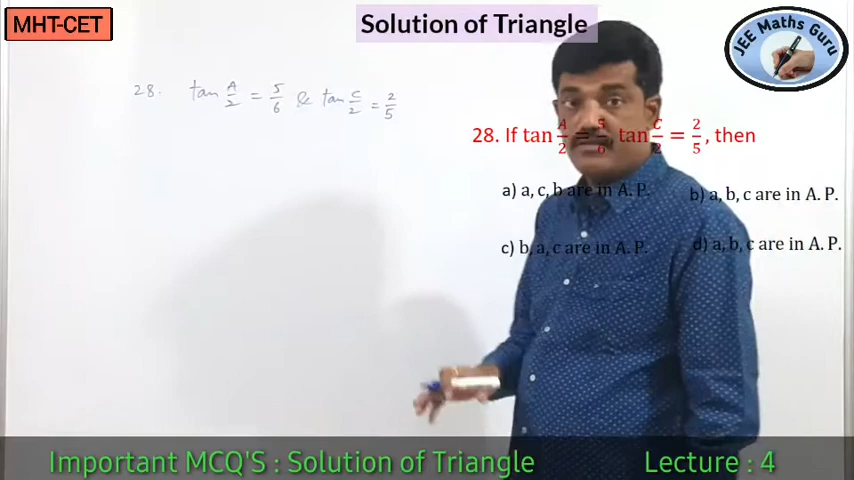 MHT-CET
Solution of Triangle
JEE Maths Guru
28. tan A/2 = 5/6 & tan C/2 = 2/5
28. If tan A/2 = 5/6 tan C/2 = 2/5, then
a) a, c, b are in A. P.
b) a, b, c are in A. P.
c) b, a, c are in A. P.
d) a, b, c are in A. P.
Important MCQ'S : Solution of Triangle
Lecture : 4